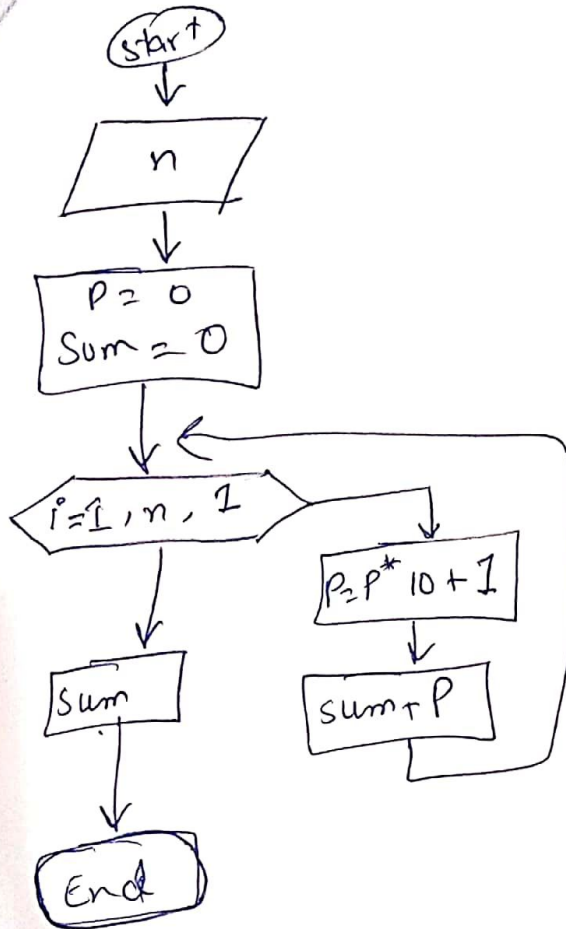 start
n
P = 0
Sum = 0
i=1, n, 1
P=P* 10 + 1
sum + P
Sum
End